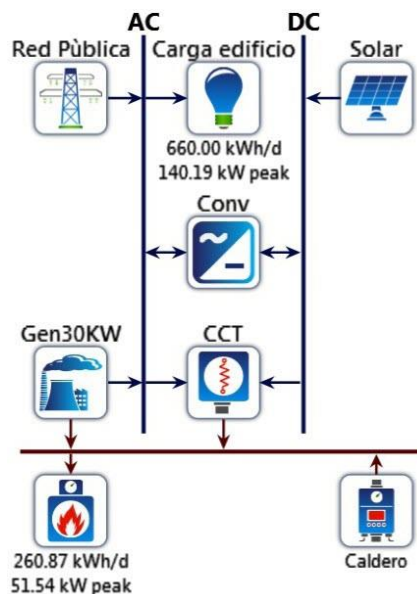 AC
DC
Red Pùblica
Carga edificio
Solar
660.00 kWh/d
140.19 kW peak
Conv
Gen30KW
CCT
260.87 kWh/d
51.54 kW peak
Caldero